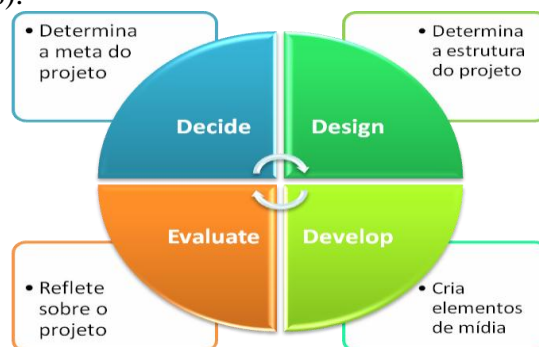 • Determina
a meta do
projeto
• Determina
a estrutura
do projeto
Decide
Design
Evaluate
Develop
• Reflete
sobre o
projeto
• Cria
elementos
de mídia